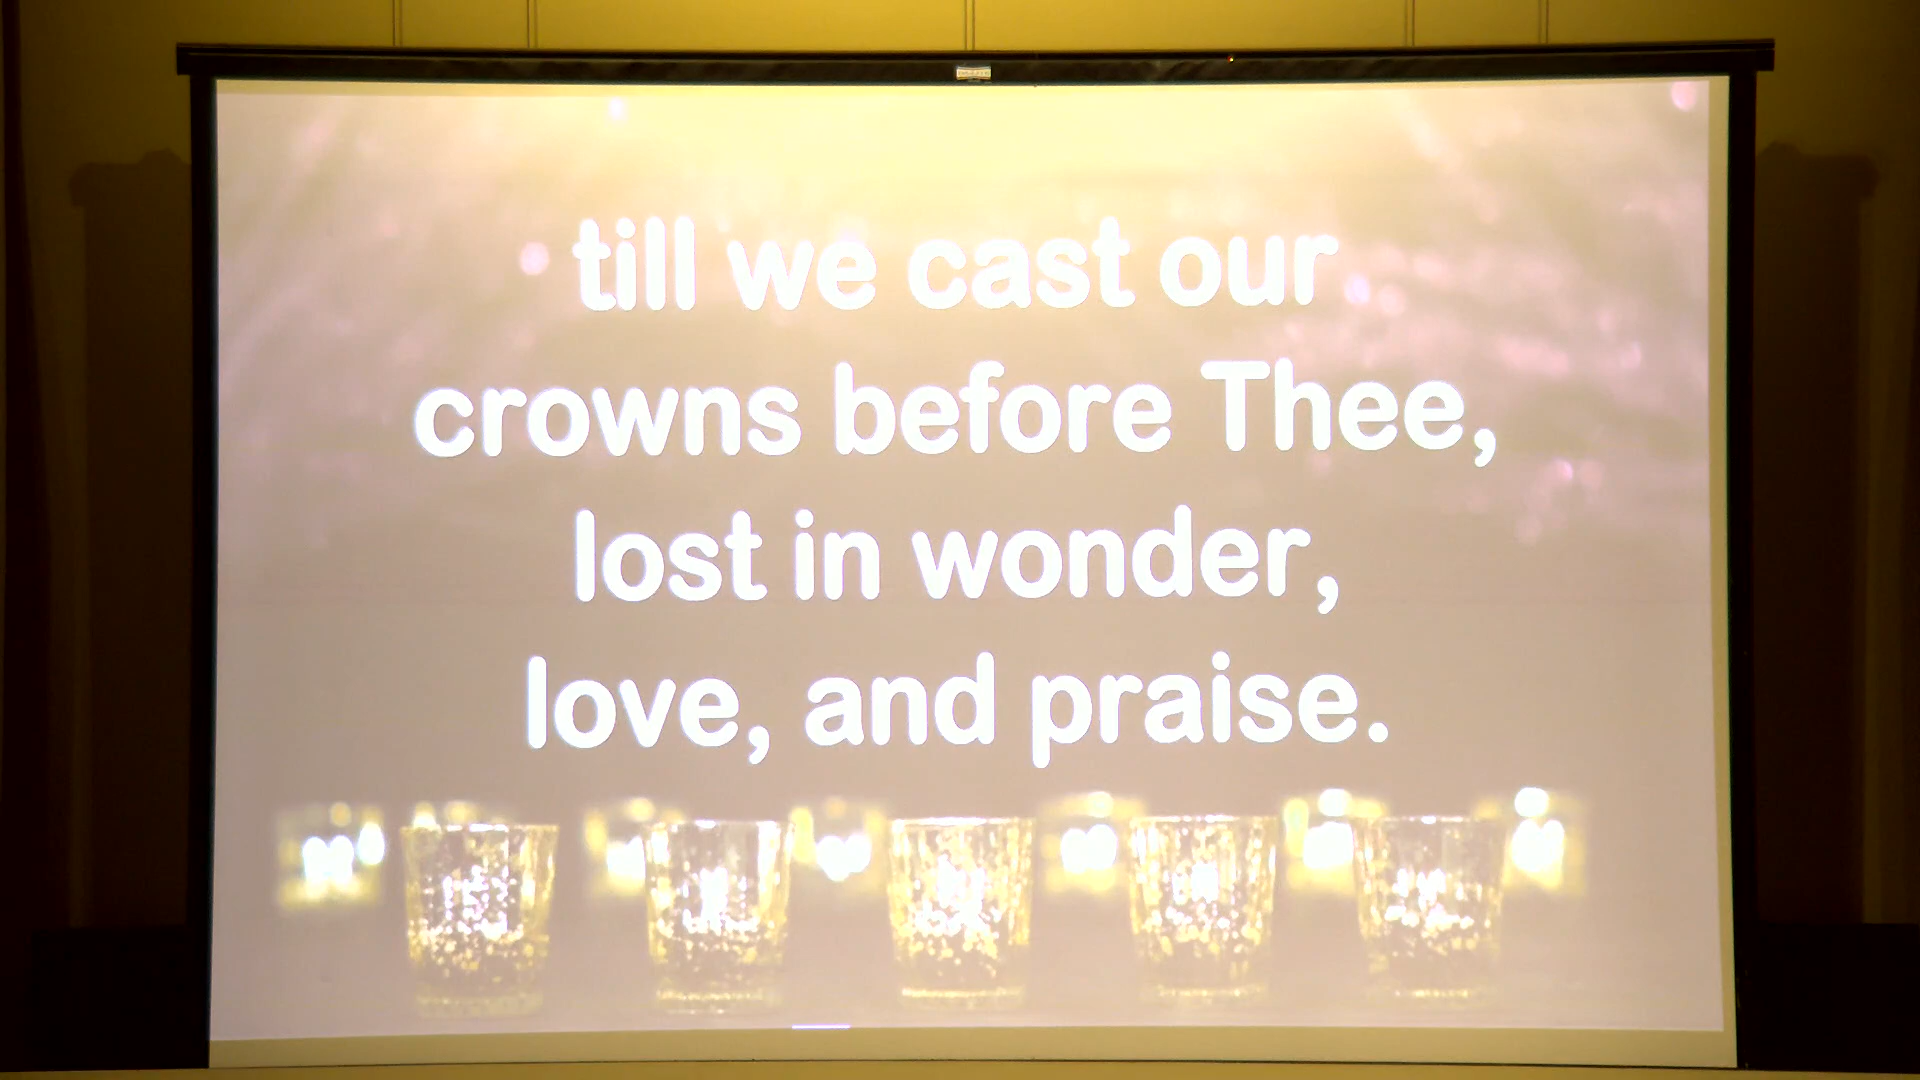 till we cast our
crowns before Thee,
lost in wonder,
love, and praise.